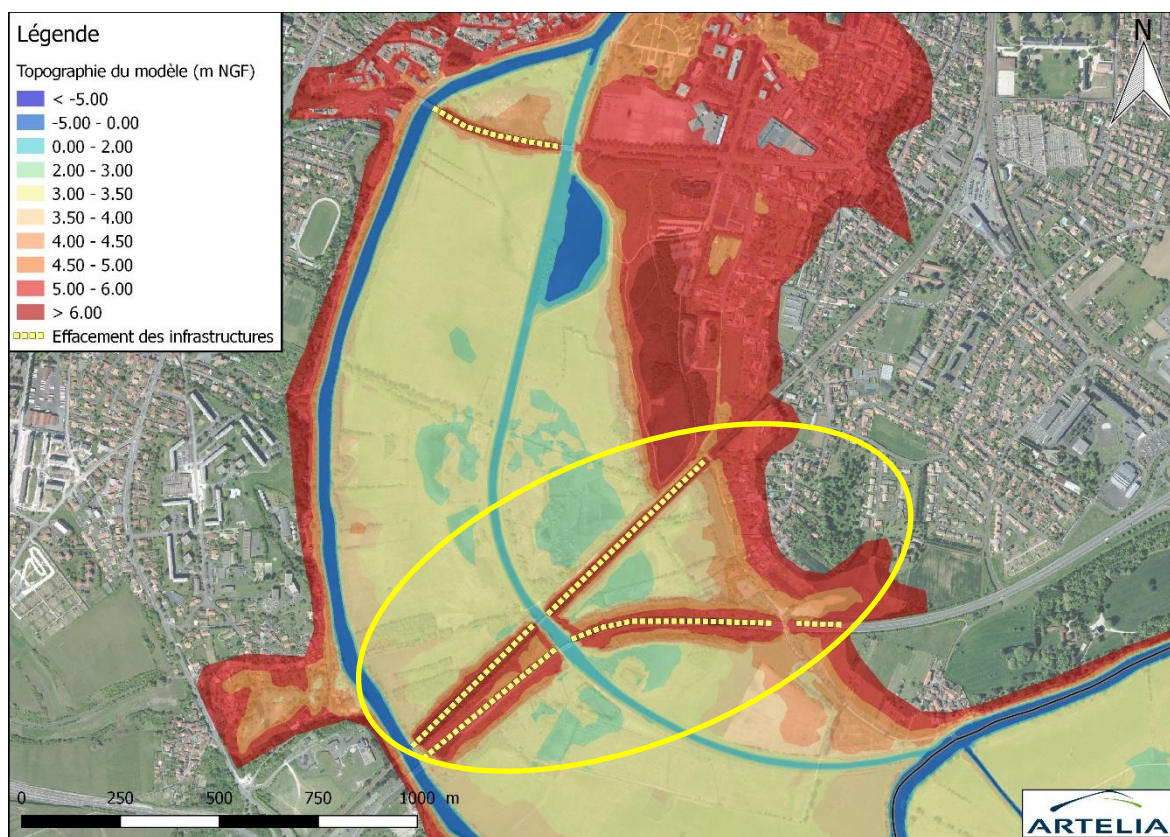 Légende
Topographie du modèle (m NGF)
< -5.00
-5.00 - 0.00
0.00 - 2.00
2.00 - 3.00
3.00 - 3.50
3.50 - 4.00
4.00 - 4.50
4.50 - 5.00
5.00 - 6.00
> 6.00
Effacement des infrastructures
N
0 250 500 750 1000 m
ARTELIA